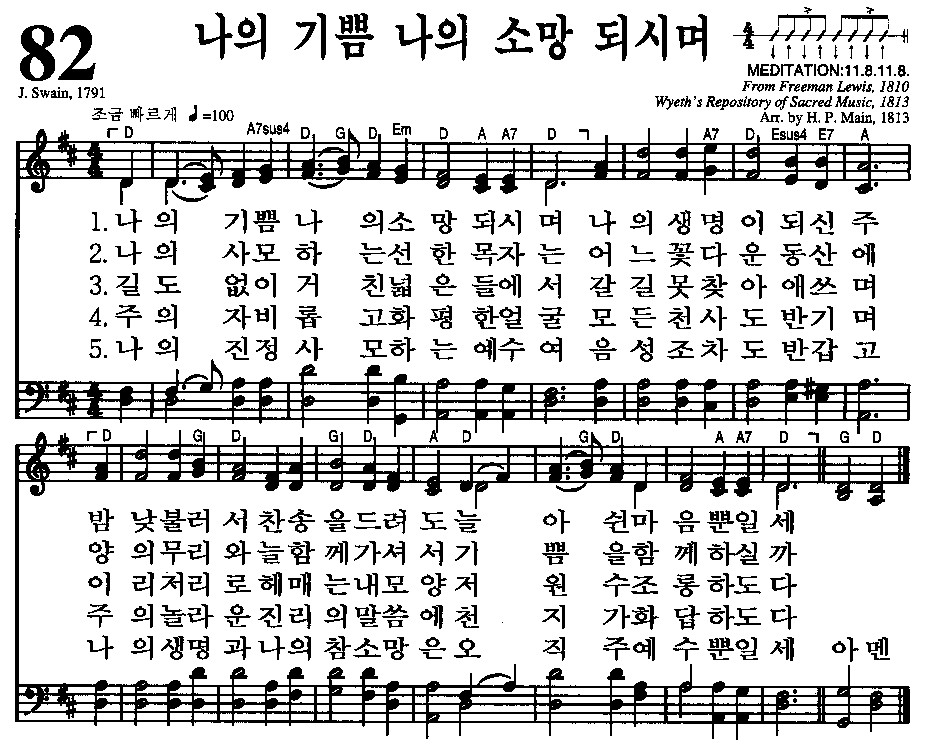 82
나의 기쁨 나의 소망 되시며
J. Swain, 1791
MEDITATION:11.8.11.8.
From Freeman Lewis, 1810
Wyeth's Repository of Sacred Music, 1813
Arr. by H. P. Main, 1813
조금 빠르게 ♩=100
D A7sus4 D G D Em D A A7 D A7 D Esus4 E7 A
1. 나 의 기쁨 나 의소 망 되시 며 나 의 생 명 이 되신 주
2. 나 의 사모 하 는선 한 목자 는 어 느 꽃 다 운 동산 에
3. 길 도 없이 거 친넓 은 들에 서 갈 길 못 찾 아 애쓰 며
4. 주 의 자비 롭 고화 평 한얼 굴 모 든 천 사 도 반기 며
5. 나 의 진정 사 모하 는 예수 여 음 성 조 차 도 반갑 고
D G D G D A D G D A A7 D G D
밤 낮불러 서 찬송 을드려 도늘 아 쉰마 음 뿐일 세
양 의무리 와 늘함 께가셔 서기 쁨 을함 께 하실 까
이 리저리 로 헤매 는내모 양저 원 수조 롱 하도 다
주 의놀라 운 진리 의말씀 에천 지 가화 답 하도 다
나 의생명 과 나의 참소망 은오 직 주예 수 뿐일 세 아멘